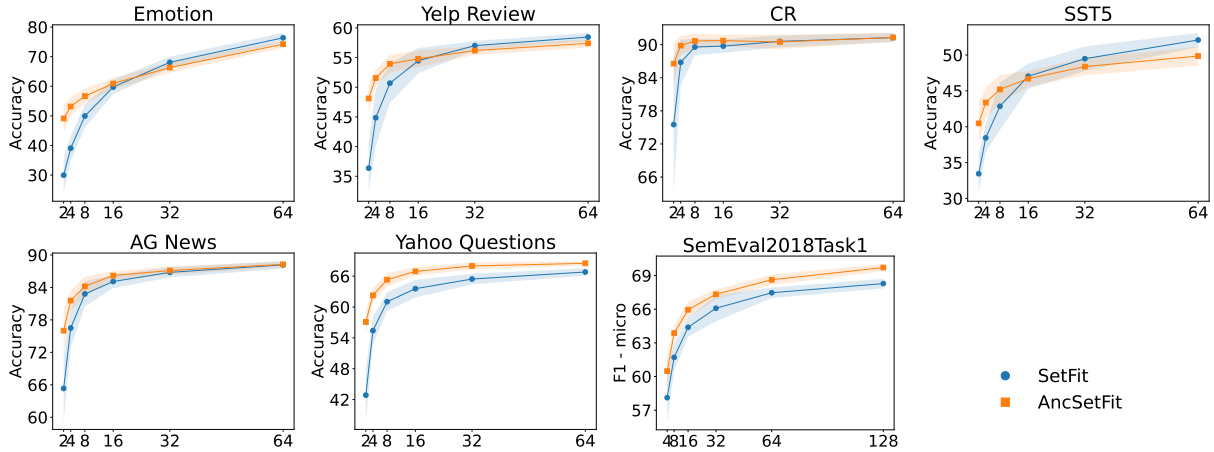 Emotion
Accuracy
80
70
60
50
40
30
2 4 8 16 32 64
Yelp Review
Accuracy
60
55
50
45
40
35
2 4 8 16 32 64
CR
Accuracy
90
84
78
72
66
2 4 8 16 32 64
SST5
Accuracy
50
45
40
35
30
2 4 8 16 32 64
AG News
Accuracy
90
84
78
72
66
60
2 4 8 16 32 64
Yahoo Questions
Accuracy
66
60
54
48
42
2 4 8 16 32 64
SemEval2018Task1
F1 - micro
69
66
63
60
57
4 8 16 32 64 128
SetFit
AncSetFit